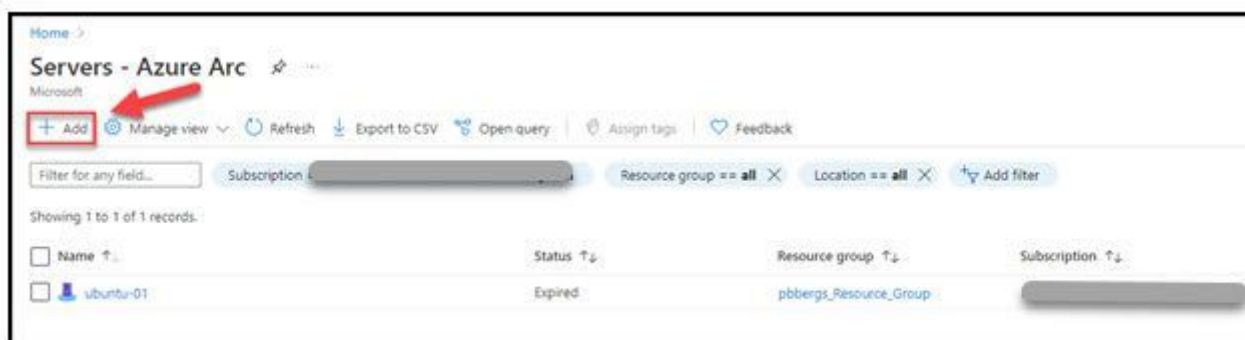 Home >
Servers - Azure Arc ...
Microsoft
+ Add Manage view Refresh Export to CSV Open query Assign tags Feedback
Filter for any field... Subscription Resource group == all × Location == all × Add filter
Showing 1 to 1 of 1 records.
Name ↑↓ Status ↑↓ Resource group ↑↓ Subscription ↑↓
ubuntu-01 Expired pbbergs_Resource_Group